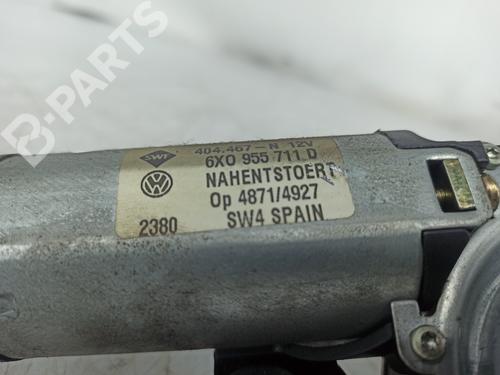 B-PARTS
SWF 404.467-N 12V
6X0 955 711 D
NAHENTSTOERT
Op 4871/4927
2380 SW4 SPAIN